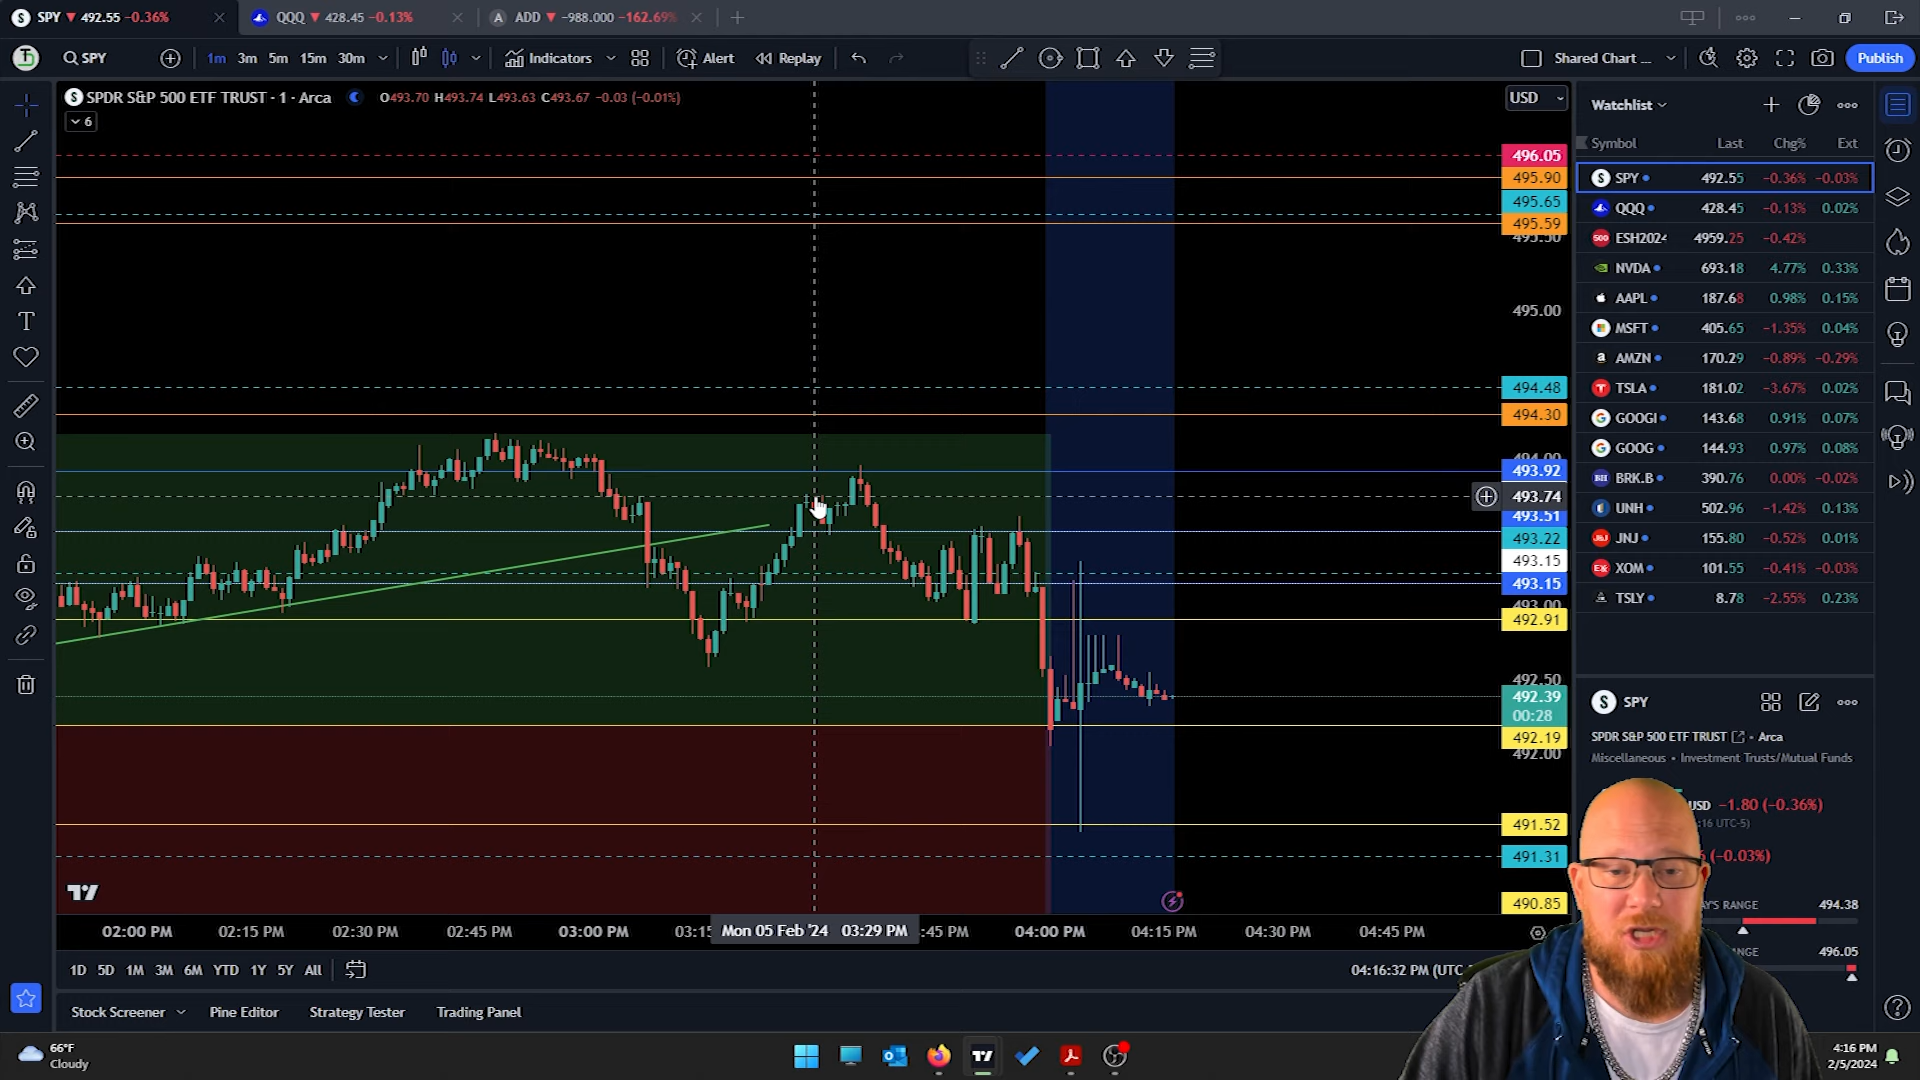 SPY ▼ 492.55 −0.36%
QQQ ▼ 428.45 −0.13%
ADD ▼ −988.000 −162.69%
SPY
1m 3m 5m 15m 30m
Indicators
Alert
Replay
Shared Chart ...
Publish
SPDR S&P 500 ETF TRUST · 1 · Arca
O493.70 H493.74 L493.63 C493.67 −0.03 (−0.01%)
6
USD
496.05
495.90
495.65
495.59
495.50
495.00
494.48
494.30
494.00
493.92
493.74
493.51
493.22
493.15
493.15
493.00
492.91
492.50
492.39
00:28
492.19
492.00
491.52
491.31
490.85
02:00 PM 02:15 PM 02:30 PM 02:45 PM 03:00 PM 03:15 Mon 05 Feb '24 03:29 PM :45 PM 04:00 PM 04:15 PM 04:30 PM 04:45 PM
1D 5D 1M 3M 6M YTD 1Y 5Y All
04:16:32 PM (UTC
Stock Screener
Pine Editor
Strategy Tester
Trading Panel
Watchlist
Symbol Last Chg% Ext
SPY 492.55 −0.36% −0.03%
QQQ 428.45 −0.13% 0.02%
500 ESH2024 4959.25 −0.42%
NVDA 693.18 4.77% 0.33%
AAPL 187.68 0.98% 0.15%
MSFT 405.65 −1.35% 0.04%
AMZN 170.29 −0.89% −0.29%
TSLA 181.02 −3.67% 0.02%
GOOGL 143.68 0.91% 0.07%
GOOG 144.93 0.97% 0.08%
BRK.B 390.76 0.00% −0.02%
UNH 502.96 −1.42% 0.13%
JNJ 155.80 −0.52% 0.01%
XOM 101.55 −0.41% −0.03%
TSLY 8.78 −2.55% 0.23%
SPY
SPDR S&P 500 ETF TRUST · Arca
Miscellaneous • Investment Trusts/Mutual Funds
USD −1.80 (−0.36%)
:16 UTC-5)
(−0.03%)
AY'S RANGE 494.38
NGE 496.05
66°F
Cloudy
4:16 PM
2/5/2024